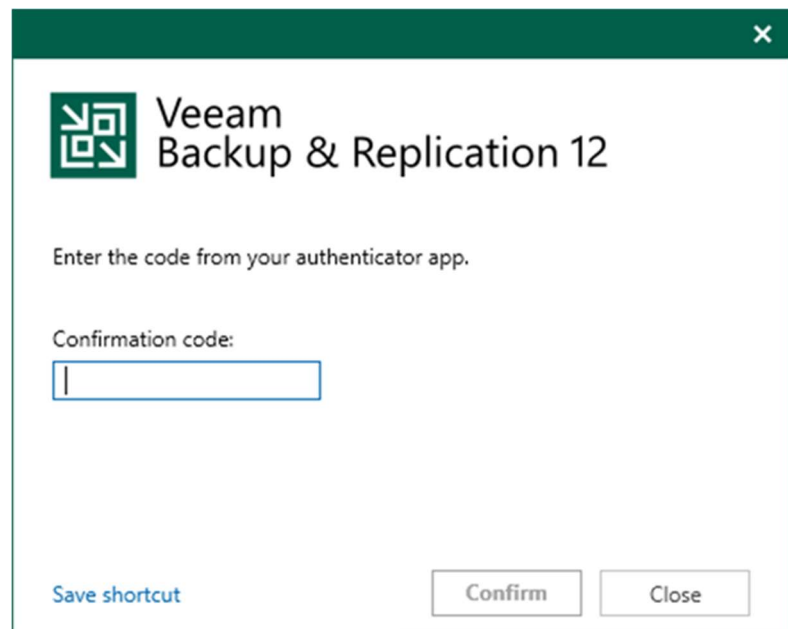 Veeam
Backup & Replication 12
Enter the code from your authenticator app.
Confirmation code:
Save shortcut
Confirm
Close